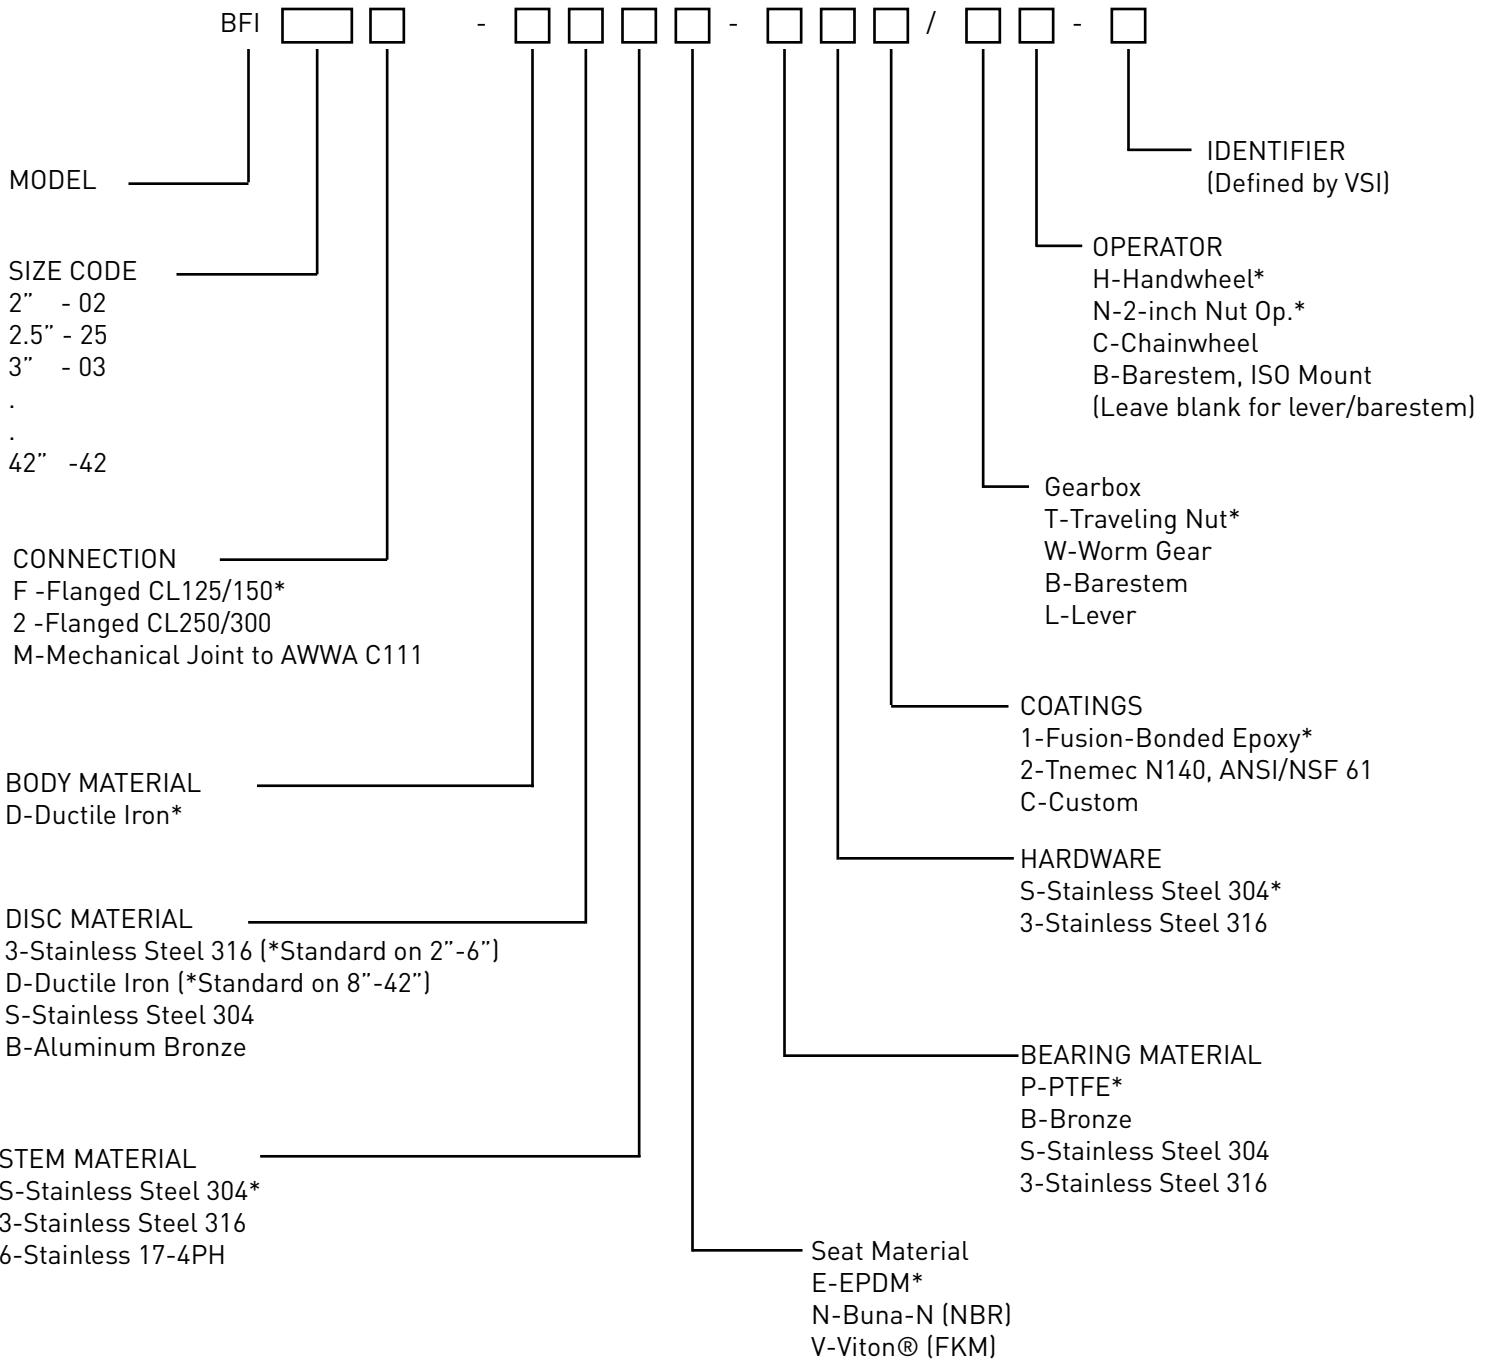 BFI - - / -
MODEL
SIZE CODE
2” - 02
2.5” - 25
3” - 03
.
.
42” -42
CONNECTION
F -Flanged CL125/150*
2 -Flanged CL250/300
M-Mechanical Joint to AWWA C111
BODY MATERIAL
D-Ductile Iron*
DISC MATERIAL
3-Stainless Steel 316 (*Standard on 2”-6”)
D-Ductile Iron (*Standard on 8”-42”)
S-Stainless Steel 304
B-Aluminum Bronze
STEM MATERIAL
S-Stainless Steel 304*
3-Stainless Steel 316
6-Stainless 17-4PH
IDENTIFIER
(Defined by VSI)
OPERATOR
H-Handwheel*
N-2-inch Nut Op.*
C-Chainwheel
B-Barestem, ISO Mount
(Leave blank for lever/barestem)
Gearbox
T-Traveling Nut*
W-Worm Gear
B-Barestem
L-Lever
COATINGS
1-Fusion-Bonded Epoxy*
2-Tnemec N140, ANSI/NSF 61
C-Custom
HARDWARE
S-Stainless Steel 304*
3-Stainless Steel 316
BEARING MATERIAL
P-PTFE*
B-Bronze
S-Stainless Steel 304
3-Stainless Steel 316
Seat Material
E-EPDM*
N-Buna-N (NBR)
V-Viton® (FKM)